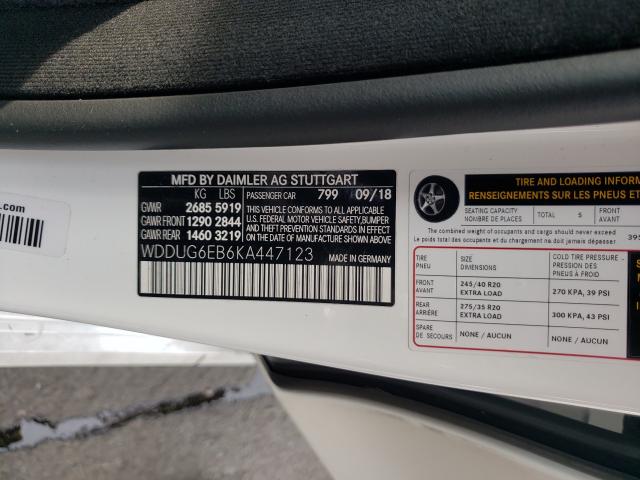 L.com
MFD BY DAIMLER AG STUTTGART
KG LBS PASSENGER CAR 799 09/18
GVWR 2685 5919
GAWR FRONT 1290 2844
GAWR REAR 1460 3219
THIS VEHICLE CONFORMS TO ALL APPLICABLE
U.S. FEDERAL MOTOR VEHICLE SAFETY,BUMPER
AND THEFT PREVENTION STANDARDS IN EFFECT
ON THE DATE OF MANUFACTURE SHOWN ABOVE.
WDDUG6EB6KA447123
MADE IN GERMANY
TIRE AND LOADING INFORM
RENSEIGNEMENTS SUR LES PNEUS ET
SEATING CAPACITY
NOMBRE DE PLACES
TOTAL 5
FRONT
AVANT
The combined weight of occupants and cargo should never exceed
Le poids total des occupants et du chargement ne doit jamais dépasser
395
TIRE
PNEU
SIZE
DIMENSIONS
COLD TIRE PRESSURE
PRESSION DES
PNEUS À FROID
FRONT
AVANT
245/40 R20
EXTRA LOAD
270 KPA, 39 PSI
REAR
ARRIÈRE
275/35 R20
EXTRA LOAD
300 KPA, 43 PSI
SPARE
DE SECOURS
NONE / AUCUN
NONE / AUCUN